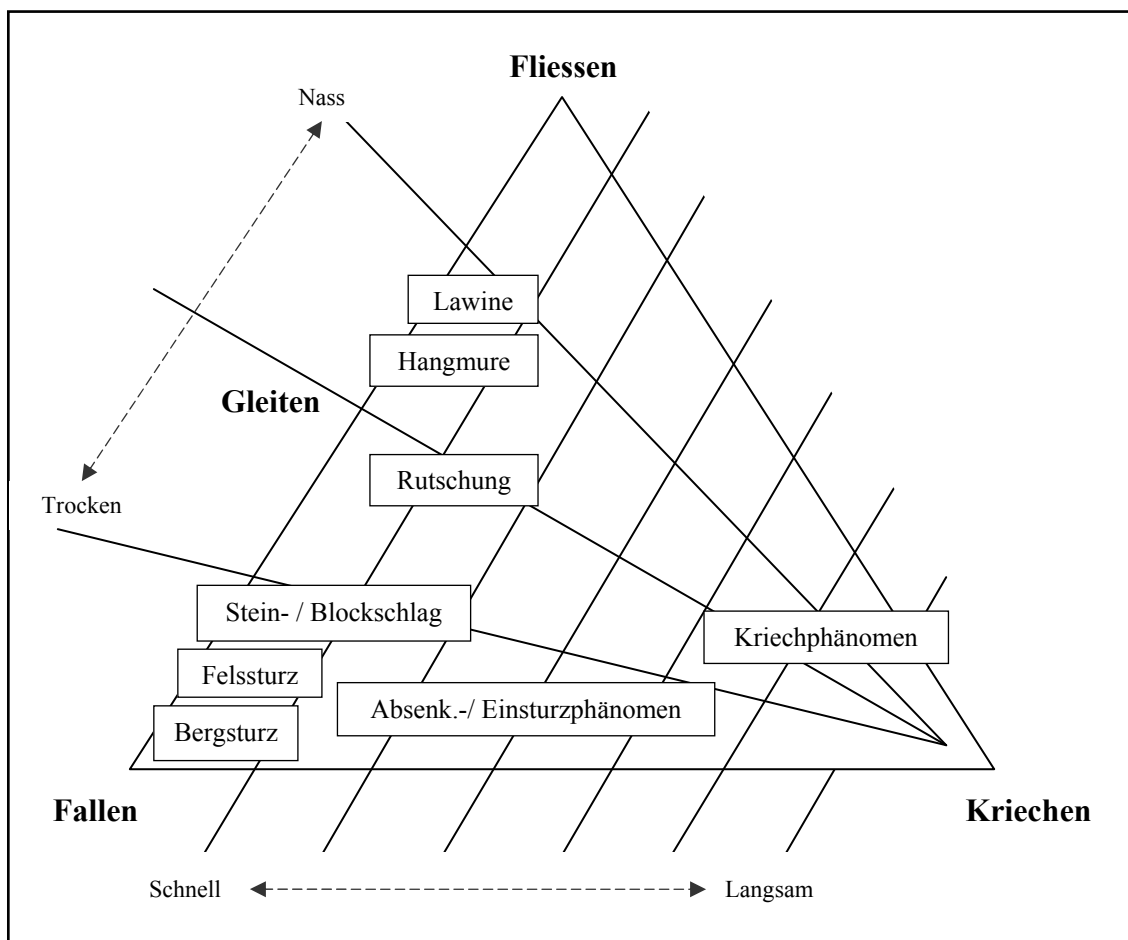 Fliessen
Nass
Lawine
Hangmure
Gleiten
Rutschung
Trocken
Stein- / Blockschlag
Kriechphänomen
Felssturz
Absenk.-/ Einsturzphänomen
Bergsturz
Fallen
Kriechen
Schnell
Langsam